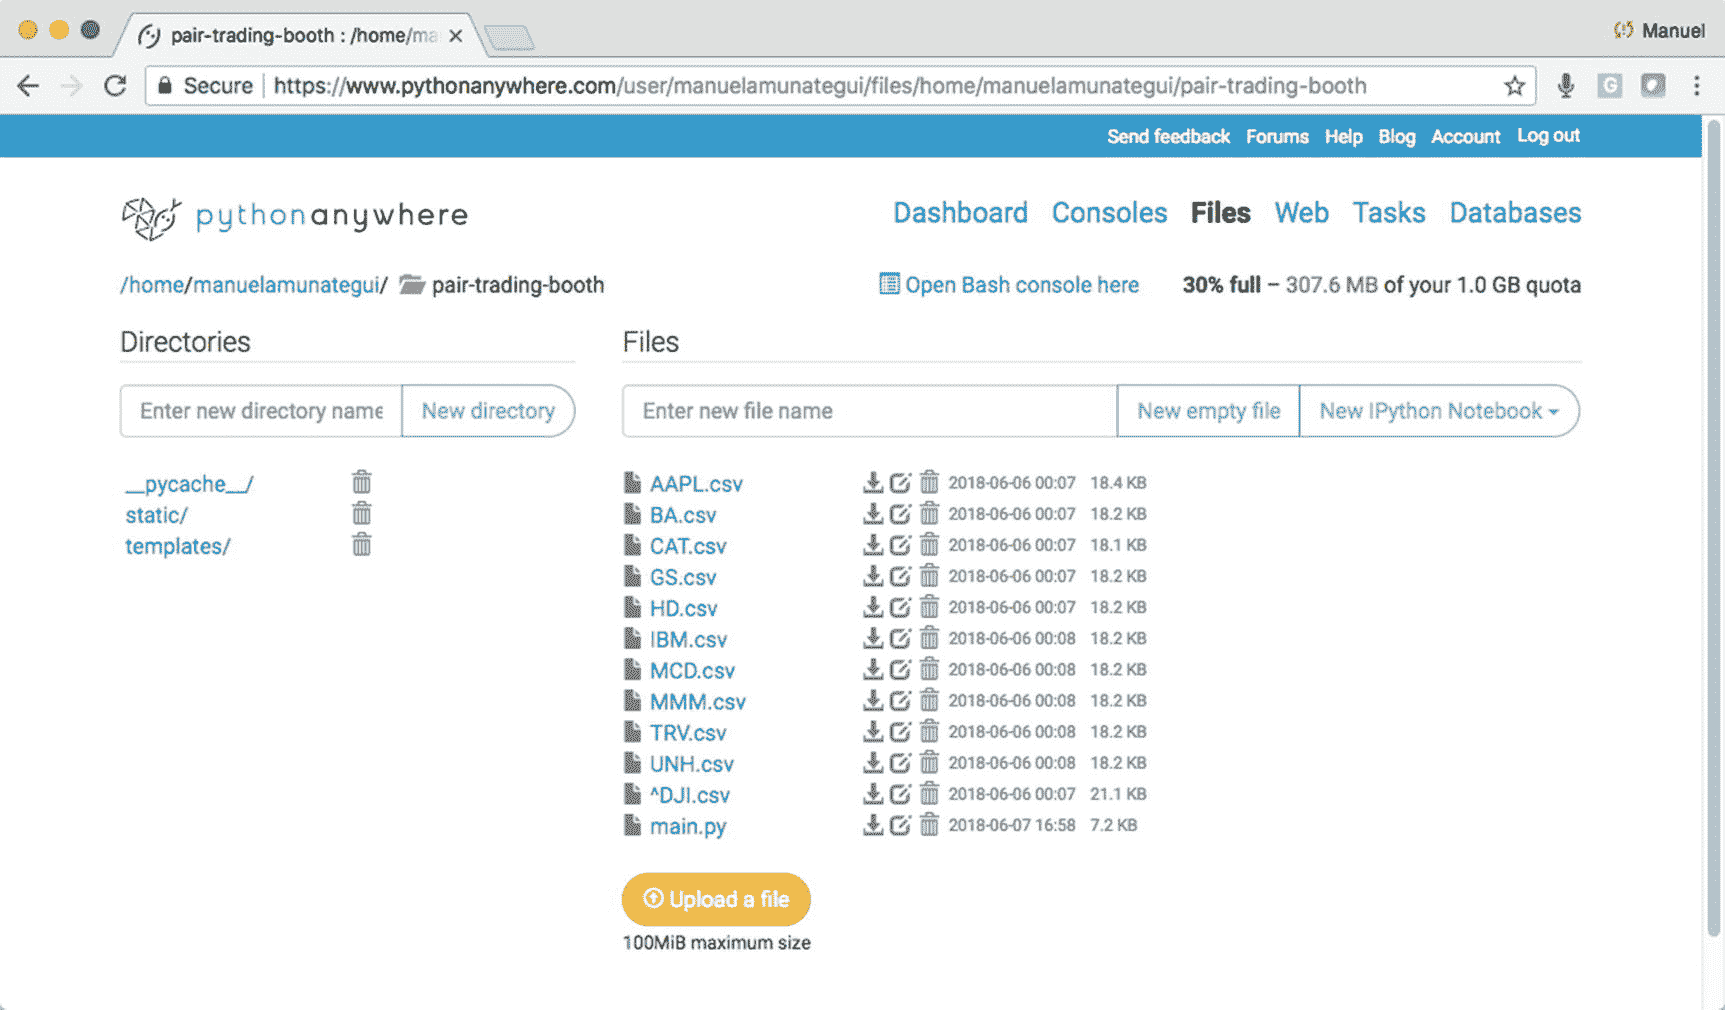 pair-trading-booth : /home/ma
Manuel
Secure https://www.pythonanywhere.com/user/manuelamunategui/files/home/manuelamunategui/pair-trading-booth
G
Send feedback Forums Help Blog Account Log out
pythonanywhere
Dashboard Consoles Files Web Tasks Databases
/home/manuelamunategui/ pair-trading-booth
Open Bash console here
30% full – 307.6 MB of your 1.0 GB quota
Directories
Enter new directory name New directory
__pycache__/
static/
templates/
Files
Enter new file name New empty file New IPython Notebook
AAPL.csv 2018-06-06 00:07 18.4 KB
BA.csv 2018-06-06 00:07 18.2 KB
CAT.csv 2018-06-06 00:07 18.1 KB
GS.csv 2018-06-06 00:07 18.2 KB
HD.csv 2018-06-06 00:07 18.2 KB
IBM.csv 2018-06-06 00:08 18.2 KB
MCD.csv 2018-06-06 00:08 18.2 KB
MMM.csv 2018-06-06 00:08 18.2 KB
TRV.csv 2018-06-06 00:08 18.2 KB
UNH.csv 2018-06-06 00:08 18.2 KB
^DJI.csv 2018-06-06 00:07 21.1 KB
main.py 2018-06-07 16:58 7.2 KB
Upload a file
100MiB maximum size